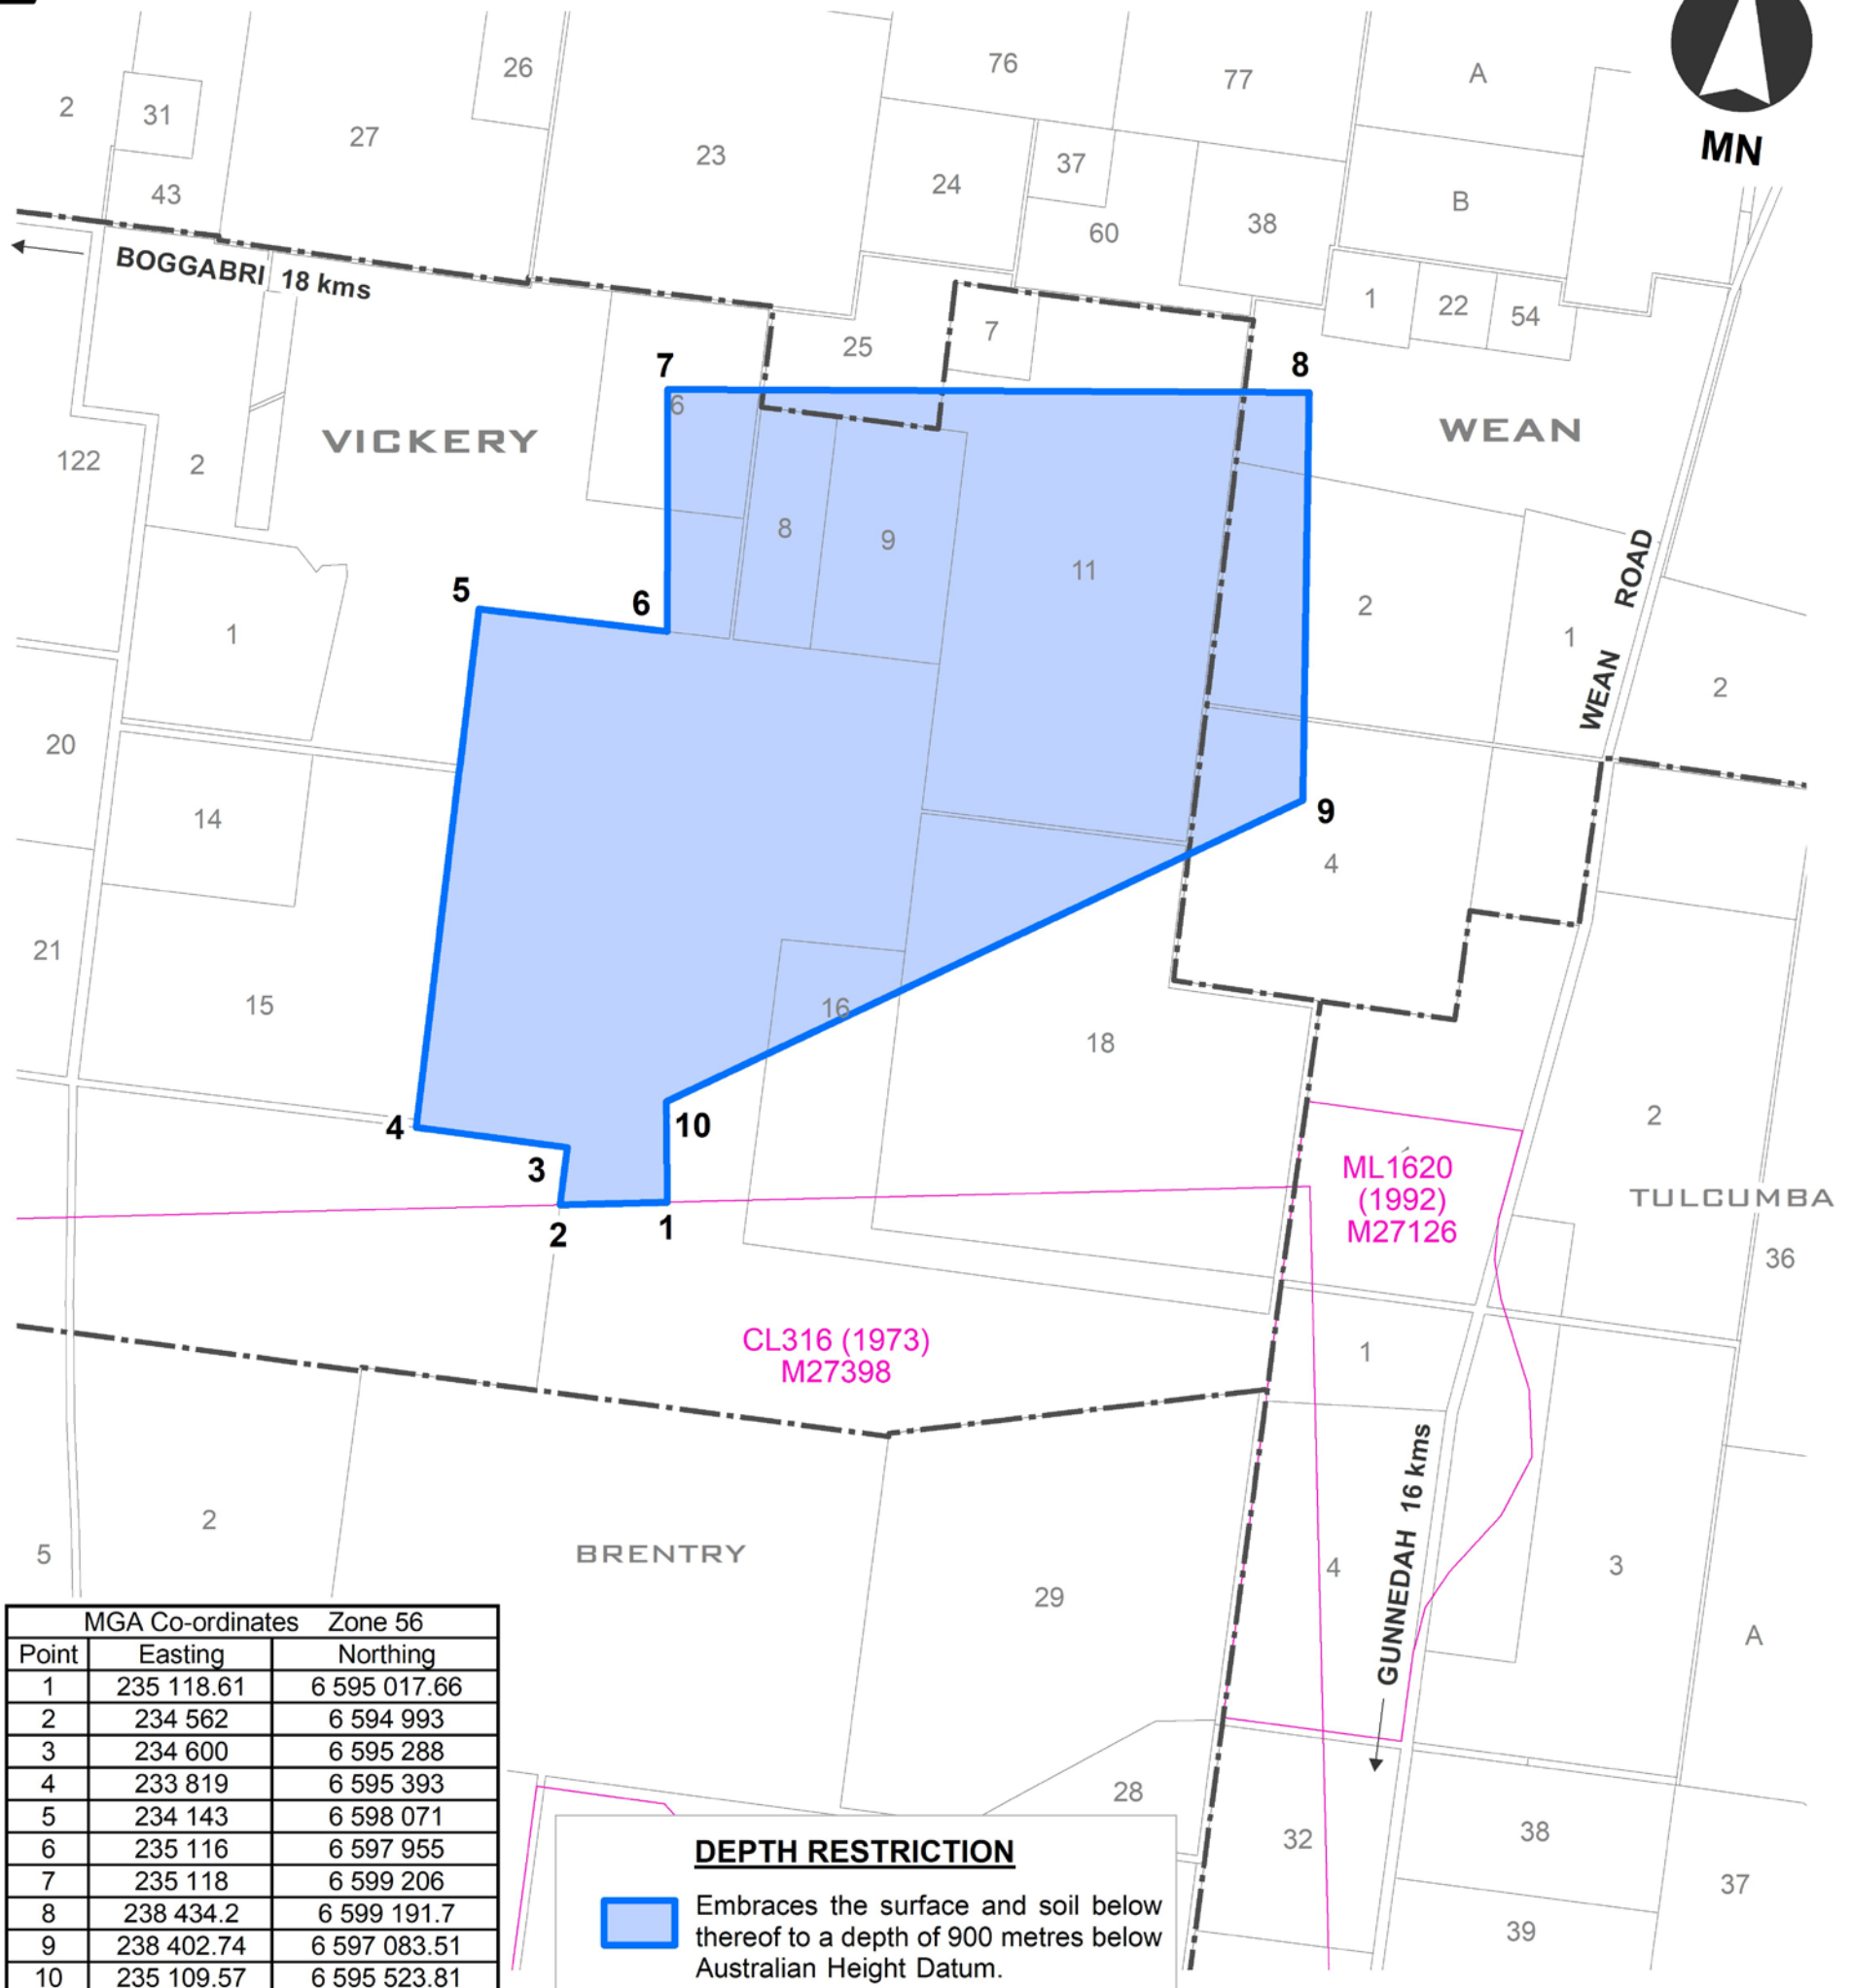 MN
26
76
77
A
2
31
27
23
37
24
43
B
60
38
BOGGABRI 18 kms
1
22
54
7
25
7
8
6
VICKERY
WEAN
122
2
8
9
11
5
6
2
1
1
WEAN ROAD
2
20
14
9
4
21
15
16
18
4
10
3
2
ML1620
(1992)
M27126
TULCUMBA
2
1
36
CL316 (1973)
M27398
1
2
5
BRENTRY
29
4
3
GUNNEDAH 16 kms
A
28
32
38
37
39
MGA Co-ordinates Zone 56
Point Easting Northing
1 235 118.61 6 595 017.66
2 234 562 6 594 993
3 234 600 6 595 288
4 233 819 6 595 393
5 234 143 6 598 071
6 235 116 6 597 955
7 235 118 6 599 206
8 238 434.2 6 599 191.7
9 238 402.74 6 597 083.51
10 235 109.57 6 595 523.81
DEPTH RESTRICTION
Embraces the surface and soil below
thereof to a depth of 900 metres below
Australian Height Datum.